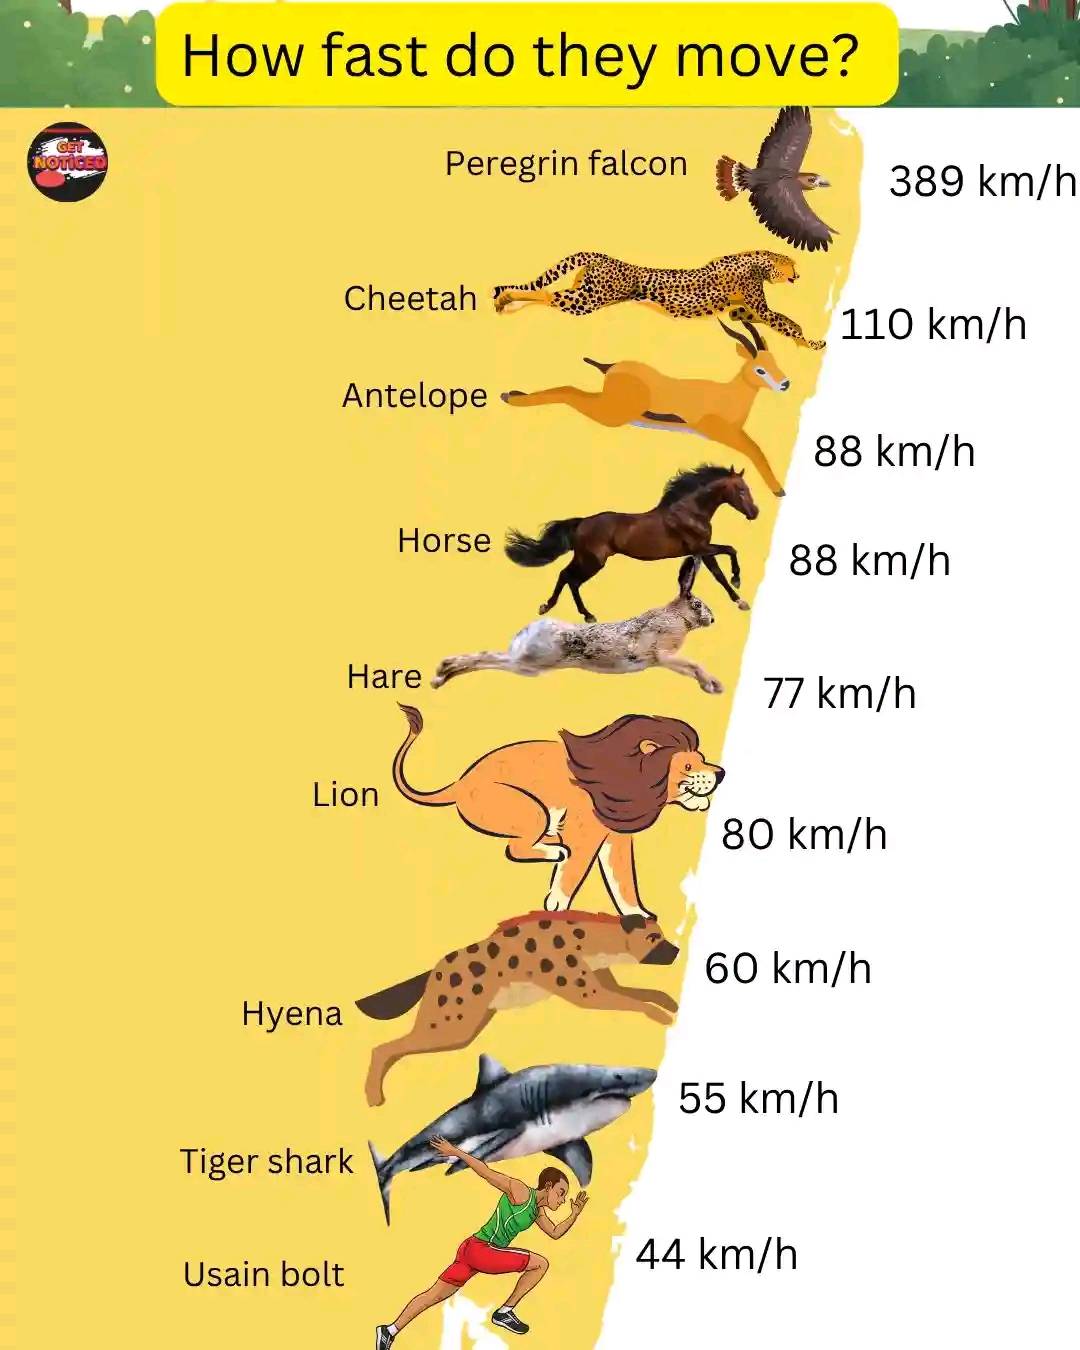 How fast do they move?
GET
NOTICED
Peregrin falcon
389 km/h
Cheetah
110 km/h
Antelope
88 km/h
Horse
88 km/h
Hare
77 km/h
Lion
80 km/h
Hyena
60 km/h
Tiger shark
55 km/h
Usain bolt
44 km/h